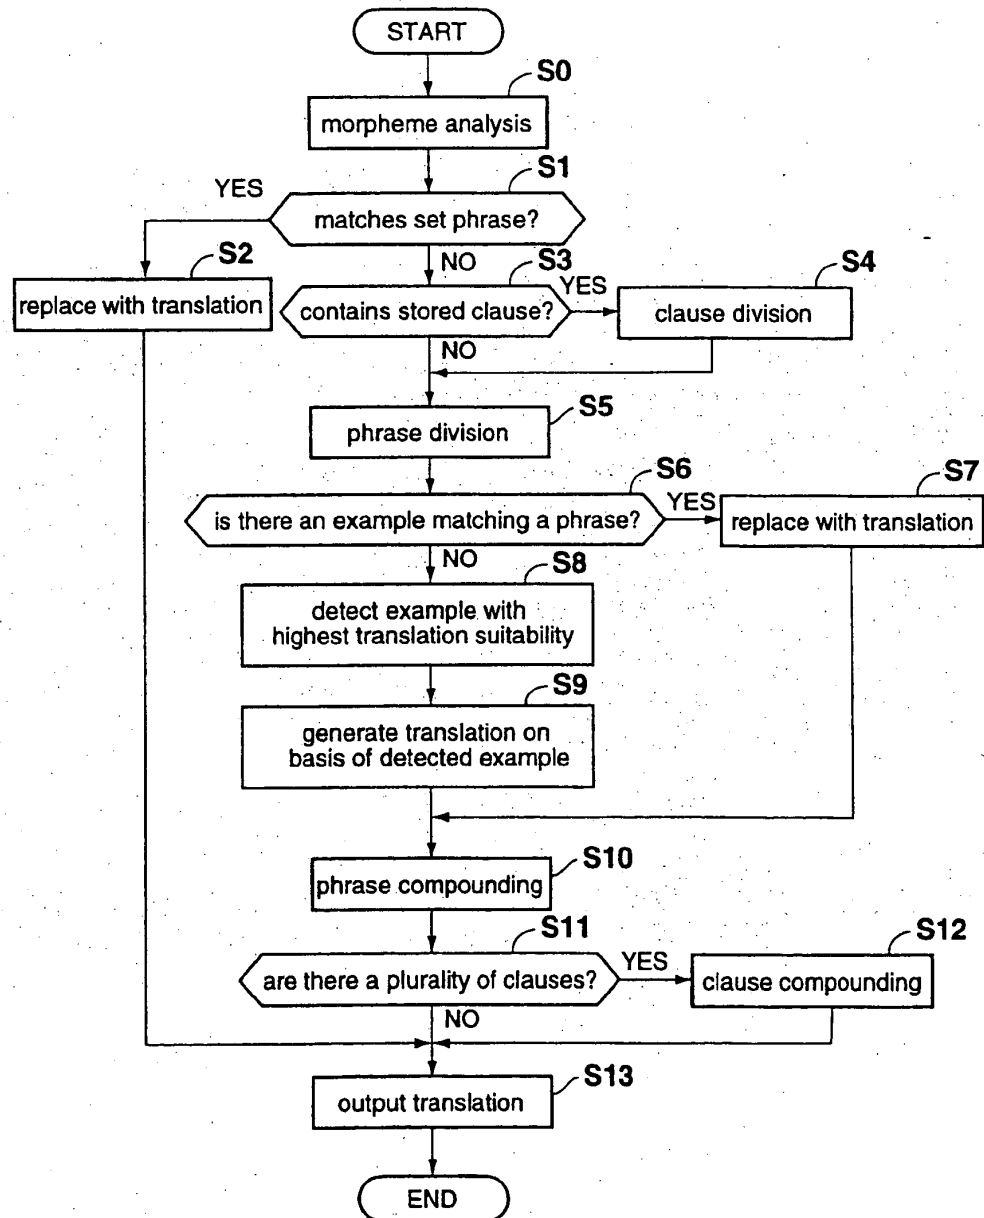 START
S0
morpheme analysis
S1
YES
matches set phrase?
NO
S2
replace with translation
S3
contains stored clause?
YES
S4
clause division
NO
S5
phrase division
S6
is there an example matching a phrase?
YES
S7
replace with translation
NO
S8
detect example with
highest translation suitability
S9
generate translation on
basis of detected example
S10
phrase compounding
S11
are there a plurality of clauses?
YES
S12
clause compounding
NO
S13
output translation
END